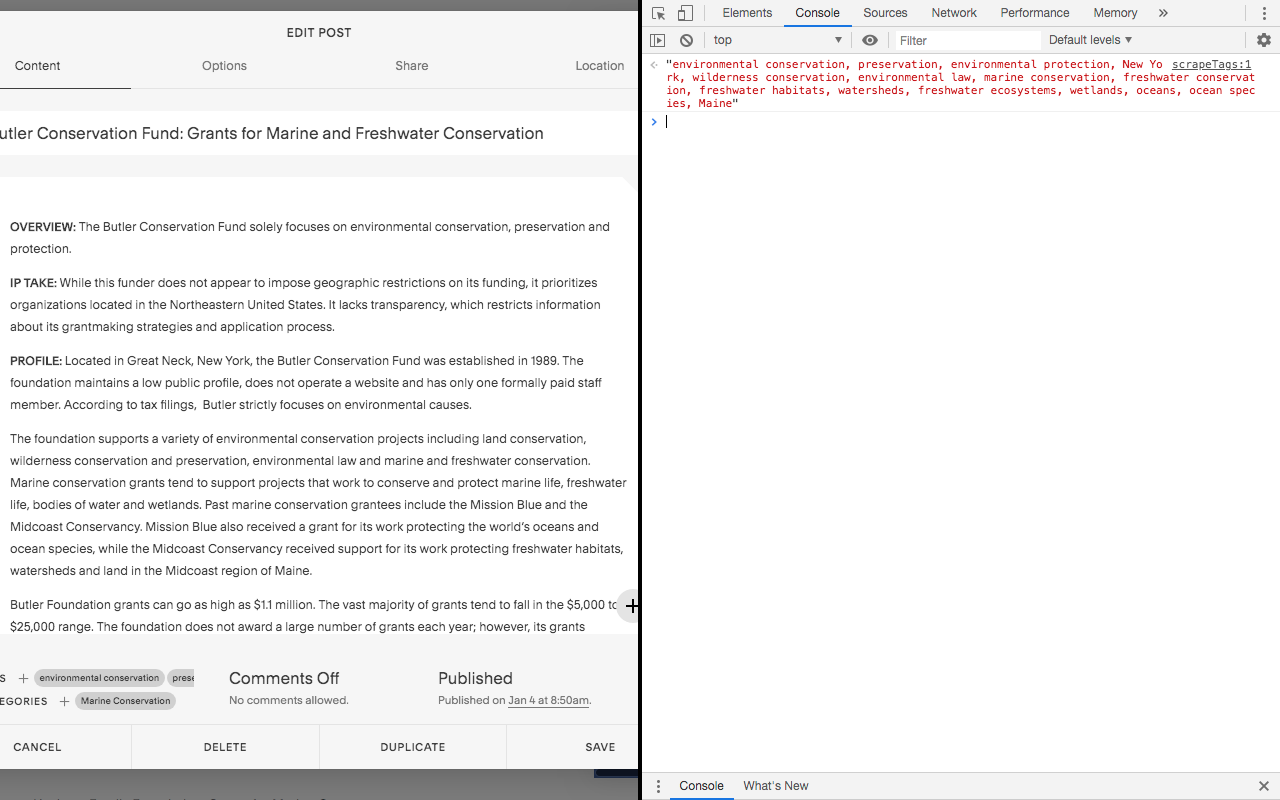 EDIT POST
Content Options Share Location
utler Conservation Fund: Grants for Marine and Freshwater Conservation
OVERVIEW: The Butler Conservation Fund solely focuses on environmental conservation, preservation and
protection.
IP TAKE: While this funder does not appear to impose geographic restrictions on its funding, it prioritizes
organizations located in the Northeastern United States. It lacks transparency, which restricts information
about its grantmaking strategies and application process.
PROFILE: Located in Great Neck, New York, the Butler Conservation Fund was established in 1989. The
foundation maintains a low public profile, does not operate a website and has only one formally paid staff
member. According to tax filings,  Butler strictly focuses on environmental causes.
The foundation supports a variety of environmental conservation projects including land conservation,
wilderness conservation and preservation, environmental law and marine and freshwater conservation.
Marine conservation grants tend to support projects that work to conserve and protect marine life, freshwater
life, bodies of water and wetlands. Past marine conservation grantees include the Mission Blue and the
Midcoast Conservancy. Mission Blue also received a grant for its work protecting the world's oceans and
ocean species, while the Midcoast Conservancy received support for its work protecting freshwater habitats,
watersheds and land in the Midcoast region of Maine.
Butler Foundation grants can go as high as $1.1 million. The vast majority of grants tend to fall in the $5,000 to
$25,000 range. The foundation does not award a large number of grants each year; however, its grants
S + environmental conservation prese
EGORIES + Marine Conservation
Comments Off
No comments allowed.
Published
Published on Jan 4 at 8:50am.
CANCEL DELETE DUPLICATE SAVE
Elements Console Sources Network Performance Memory »
top Filter Default levels
"environmental conservation, preservation, environmental protection, New Yo scrapeTags:1
rk, wilderness conservation, environmental law, marine conservation, freshwater conservat
ion, freshwater habitats, watersheds, freshwater ecosystems, wetlands, oceans, ocean spec
ies, Maine"
Console What's New